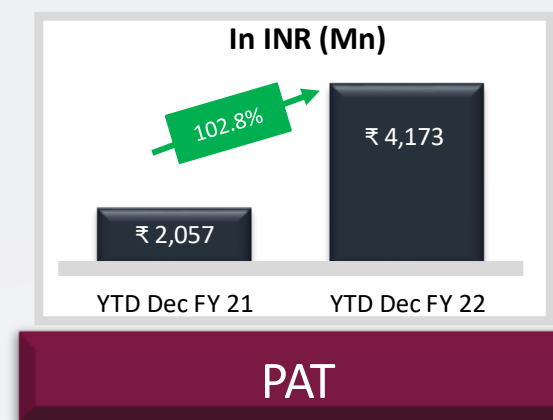 In INR (Mn)
102.8%
₹ 4,173
₹ 2,057
YTD Dec FY 21 YTD Dec FY 22
PAT